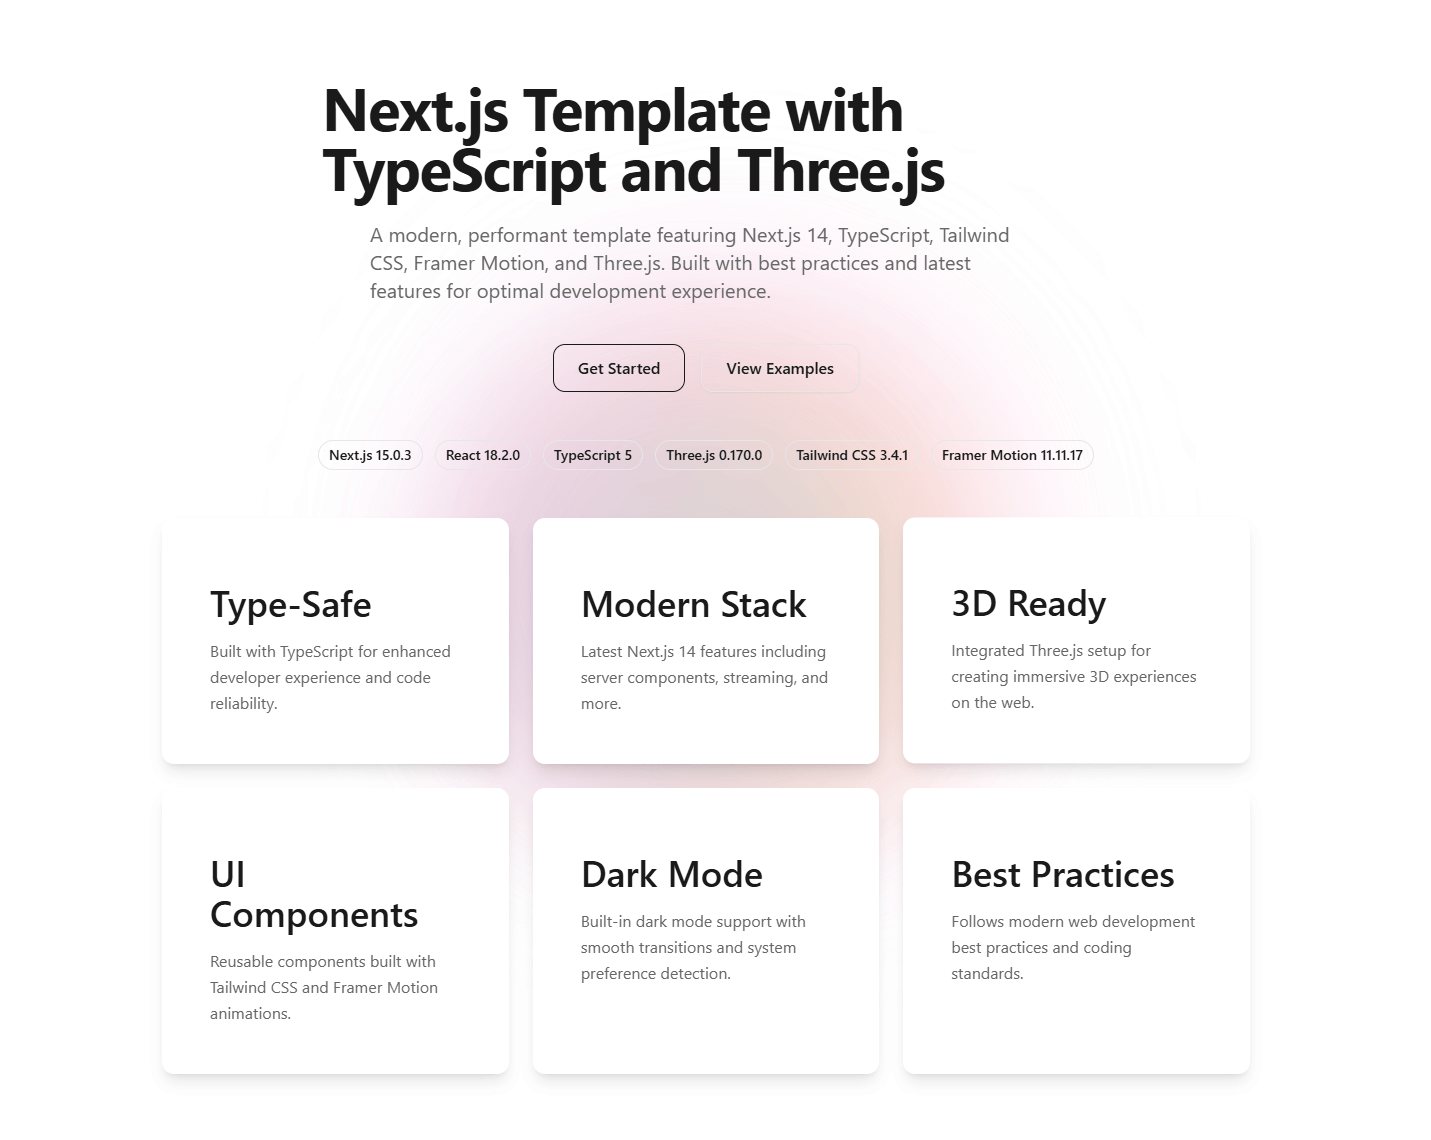 Next.js Template with
TypeScript and Three.js
A modern, performant template featuring Next.js 14, TypeScript, Tailwind
CSS, Framer Motion, and Three.js. Built with best practices and latest
features for optimal development experience.
Get Started
View Examples
Next.js 15.0.3
React 18.2.0
TypeScript 5
Three.js 0.170.0
Tailwind CSS 3.4.1
Framer Motion 11.11.17
Type-Safe
Built with TypeScript for enhanced
developer experience and code
reliability.
Modern Stack
Latest Next.js 14 features including
server components, streaming, and
more.
3D Ready
Integrated Three.js setup for
creating immersive 3D experiences
on the web.
UI
Components
Reusable components built with
Tailwind CSS and Framer Motion
animations.
Dark Mode
Built-in dark mode support with
smooth transitions and system
preference detection.
Best Practices
Follows modern web development
best practices and coding
standards.